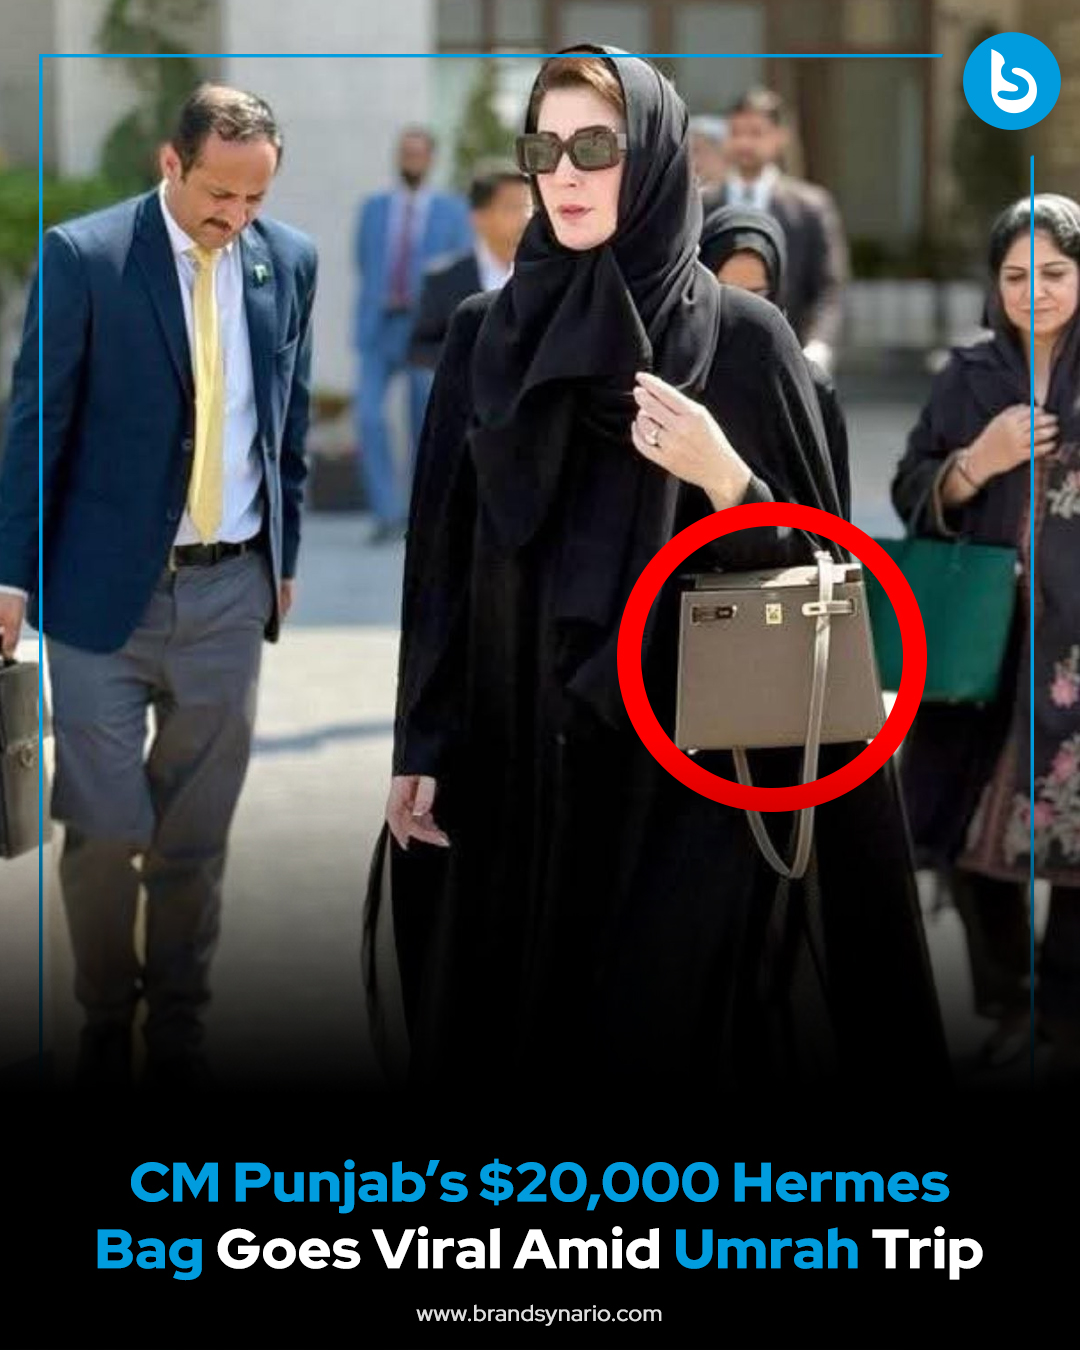 CM Punjab’s $20,000 Hermes
Bag Goes Viral Amid Umrah Trip
www.brandsynario.com